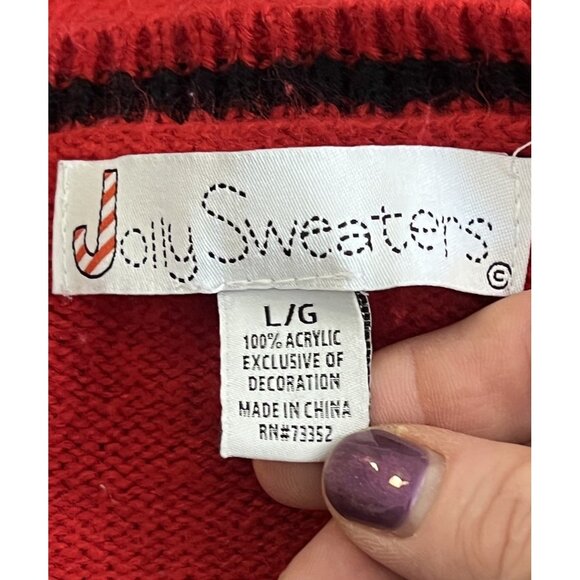 Jolly Sweaters
©
L/G
100% ACRYLIC
EXCLUSIVE OF
DECORATION
MADE IN CHINA
RN#73352